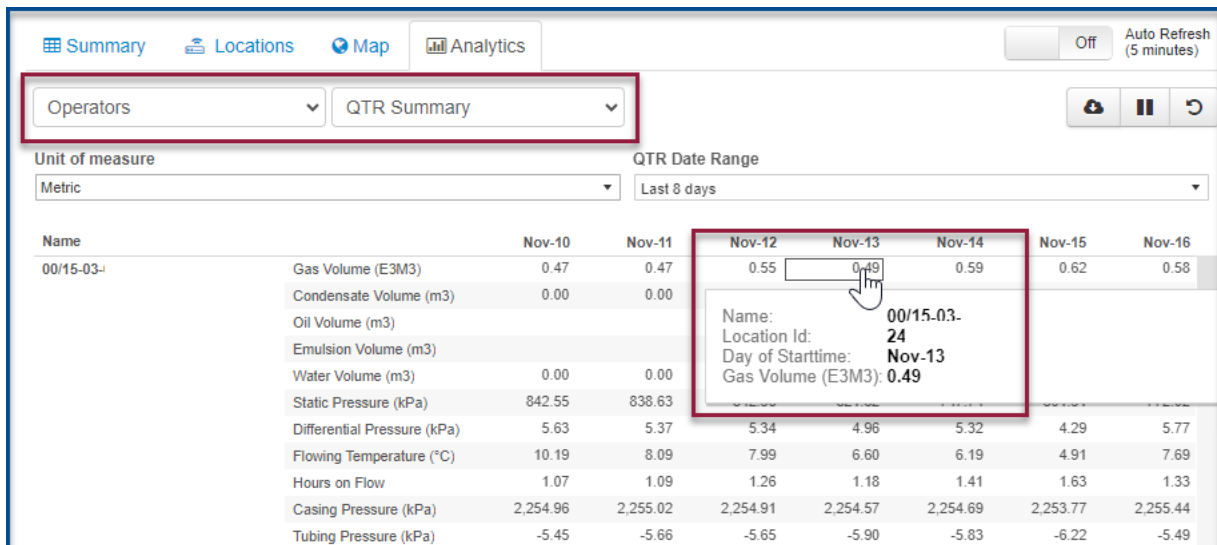 Summary Locations Map Analytics Off Auto Refresh
(5 minutes)
Operators QTR Summary
Unit of measure QTR Date Range
Metric Last 8 days
Name Nov-10 Nov-11 Nov-12 Nov-13 Nov-14 Nov-15 Nov-16
00/15-03- Gas Volume (E3M3) 0.47 0.47 0.55 0.49 0.59 0.62 0.58
Condensate Volume (m3) 0.00 0.00
Oil Volume (m3)
Emulsion Volume (m3)
Water Volume (m3) 0.00 0.00
Name: 00/15-03-
Location Id: 24
Day of Starttime: Nov-13
Gas Volume (E3M3): 0.49
Static Pressure (kPa) 842.55 838.63
Differential Pressure (kPa) 5.63 5.37 5.34 4.96 5.32 4.29 5.77
Flowing Temperature (°C) 10.19 8.09 7.99 6.60 6.19 4.91 7.69
Hours on Flow 1.07 1.09 1.26 1.18 1.41 1.63 1.33
Casing Pressure (kPa) 2,254.96 2,255.02 2,254.91 2,254.57 2,254.69 2,253.77 2,255.44
Tubing Pressure (kPa) -5.45 -5.66 -5.65 -5.90 -5.83 -6.22 -5.49